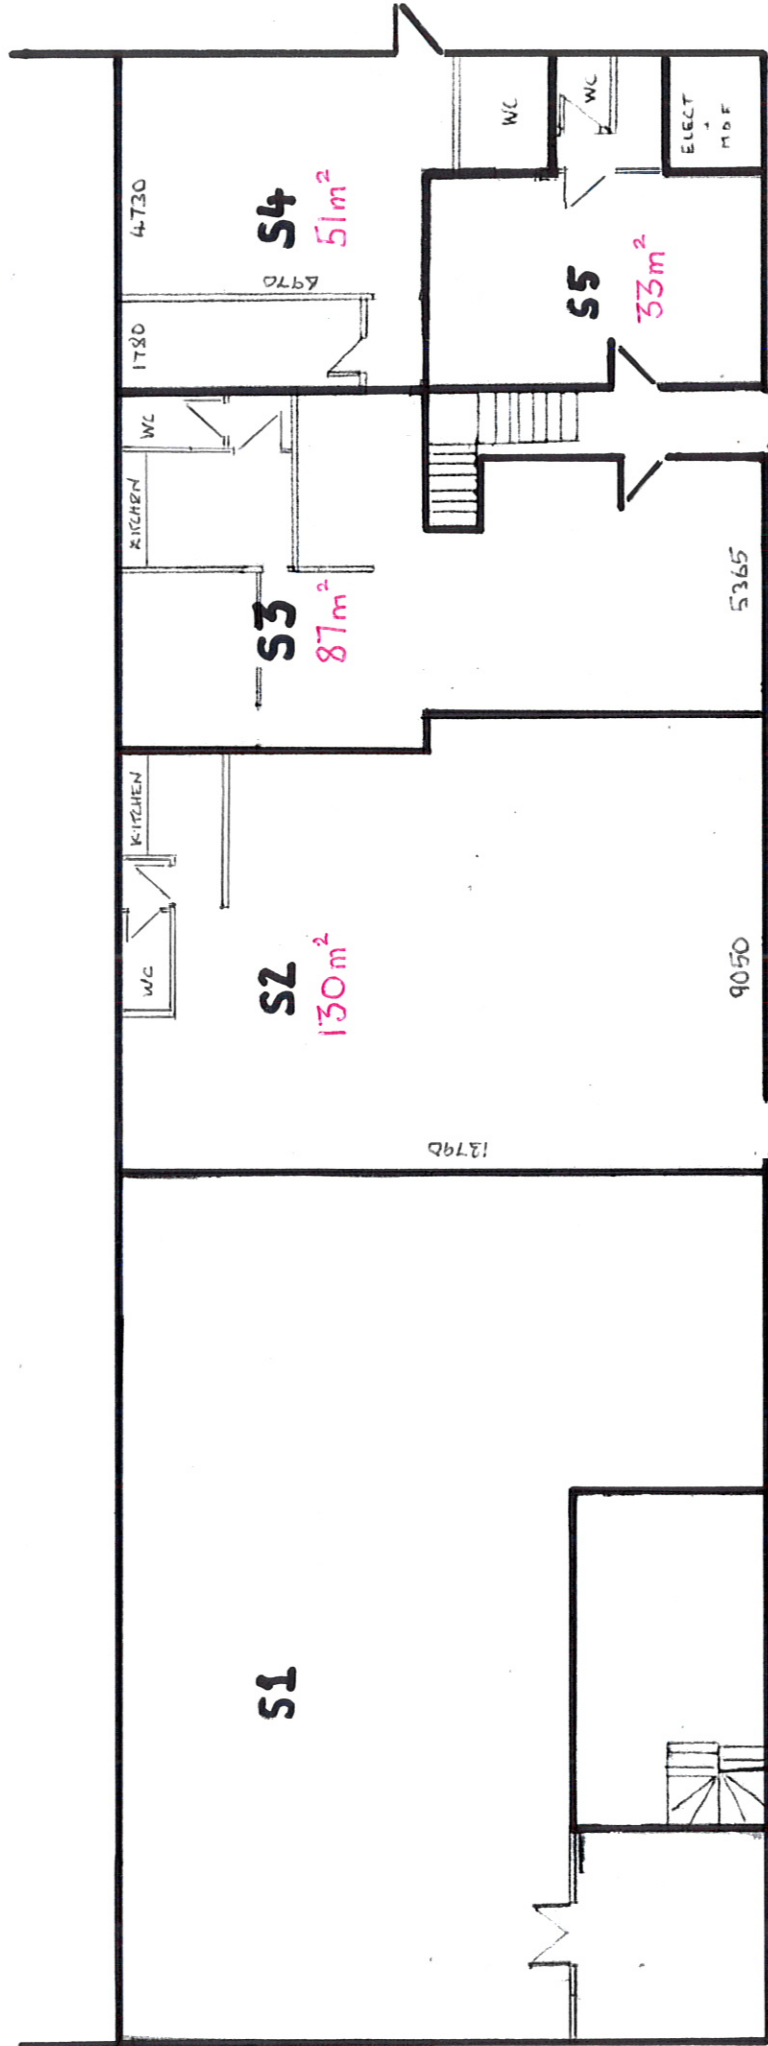 S1
13790
S2
130m²
WC
KITCHEN
9050
S3
87m²
KITCHEN
WC
5365
1780
4730
6970
S4
51m²
S5
33m²
WC
WC
ELECT
+
MDF